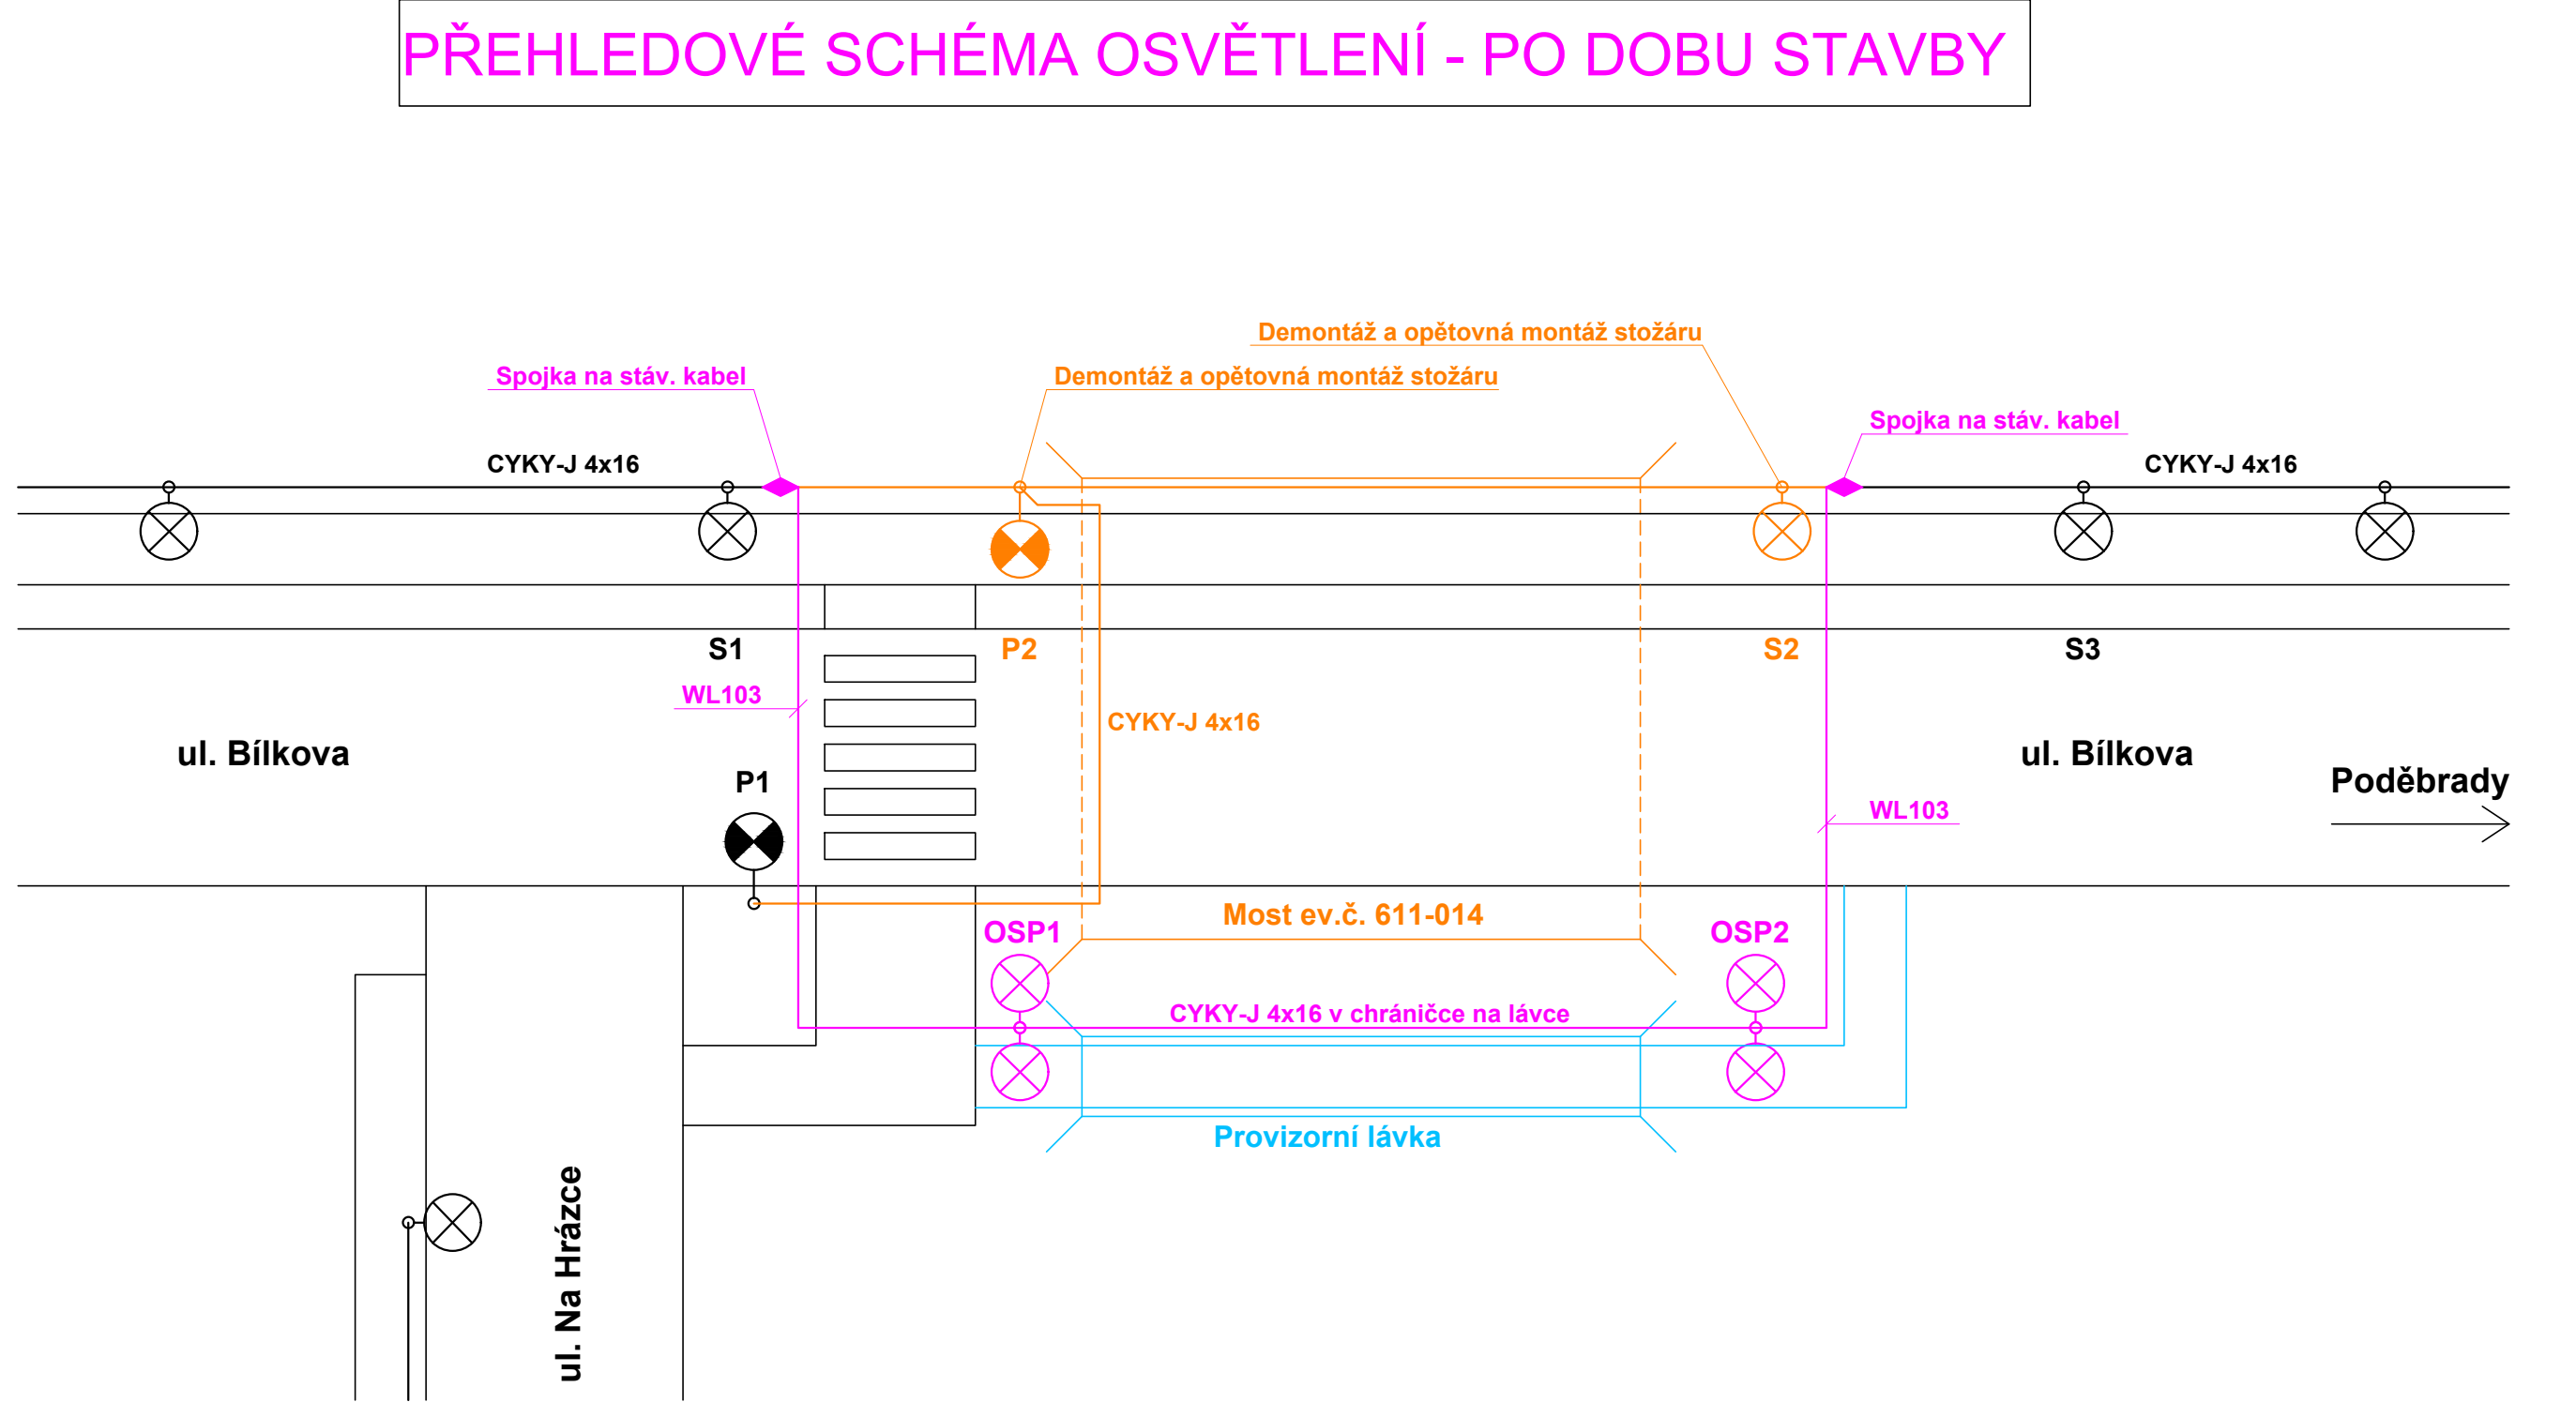 PŘEHLEDOVÉ SCHÉMA OSVĚTLENÍ - PO DOBU STAVBY
Demontáž a opětovná montáž stožáru
Spojka na stáv. kabel
Demontáž a opětovná montáž stožáru
Spojka na stáv. kabel
CYKY-J 4x16
CYKY-J 4x16
S1
P2
S2
S3
WL103
CYKY-J 4x16
ul. Bílkova
ul. Bílkova
P1
Poděbrady
WL103
Most ev.č. 611-014
OSP1
OSP2
CYKY-J 4x16 v chráničce na lávce
Provizorní lávka
ul. Na Hrázce